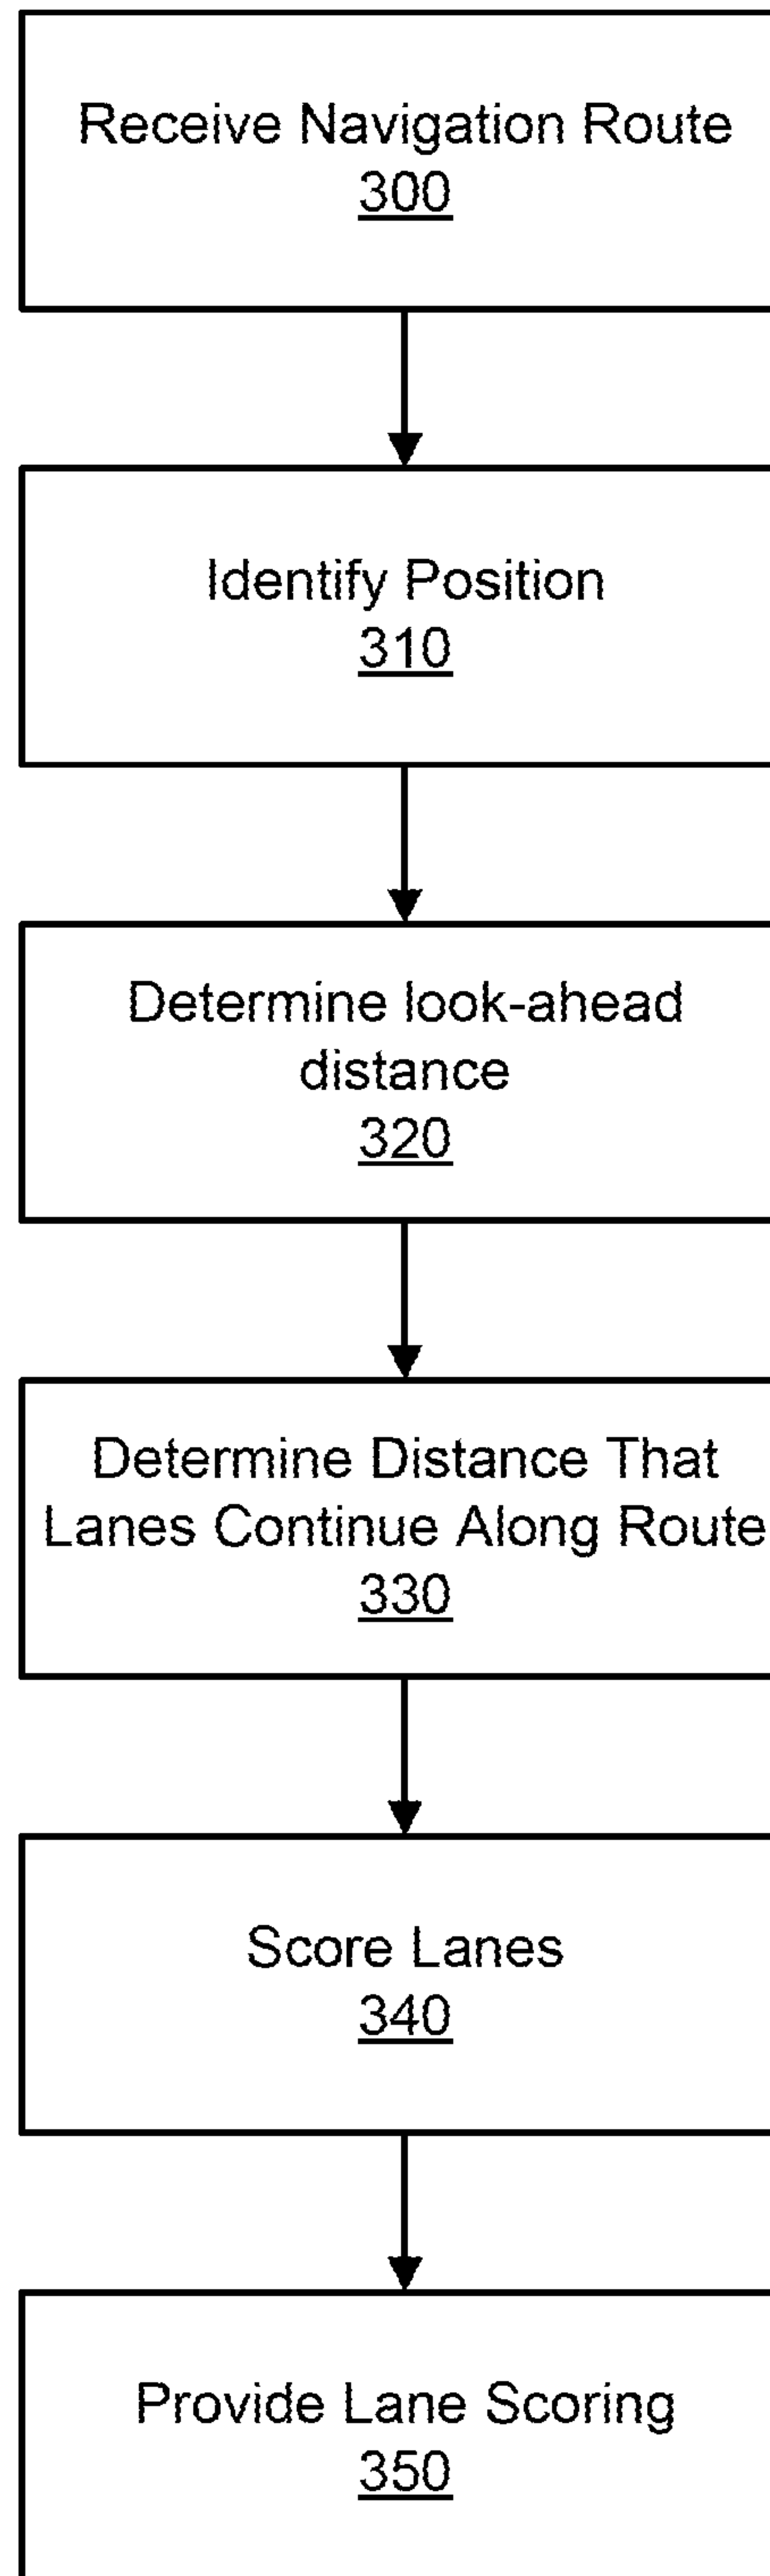 Receive Navigation Route
300
Identify Position
310
Determine look-ahead
distance
320
Determine Distance That
Lanes Continue Along Route
330
Score Lanes
340
Provide Lane Scoring
350